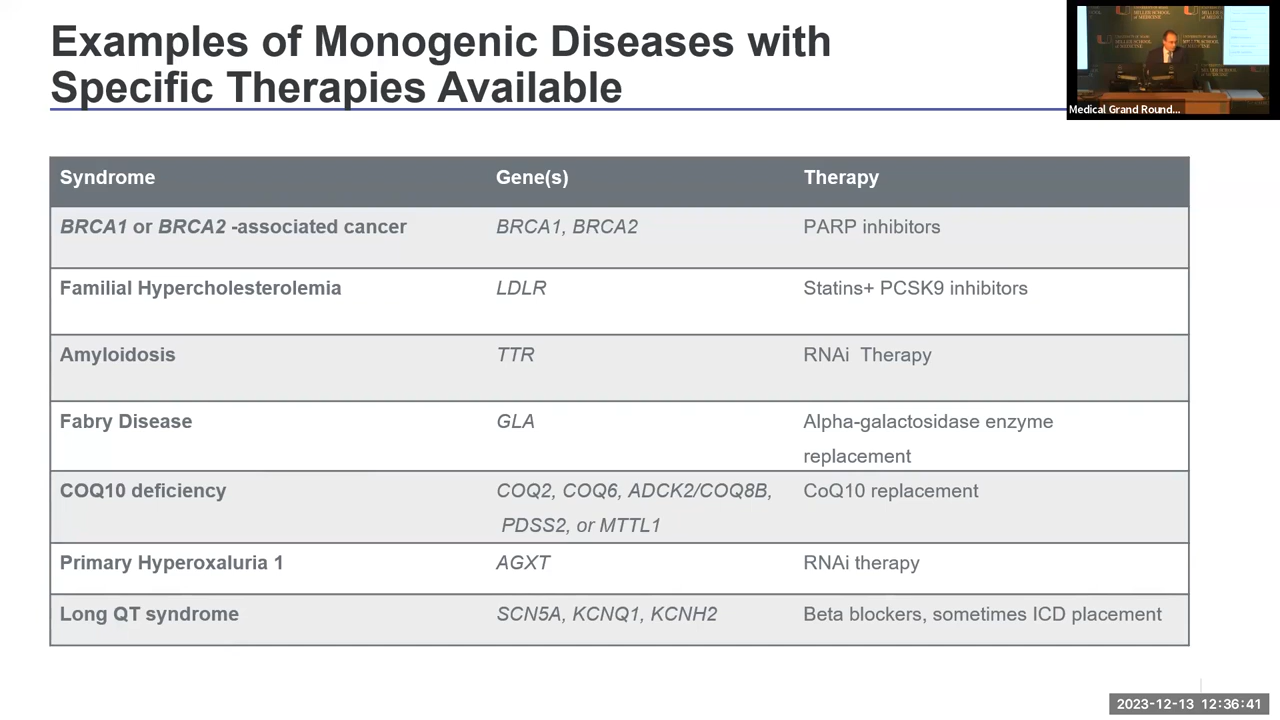 Examples of Monogenic Diseases with
Specific Therapies Available
Medical Grand Round...
Syndrome Gene(s) Therapy
BRCA1 or BRCA2 -associated cancer BRCA1, BRCA2 PARP inhibitors
Familial Hypercholesterolemia LDLR Statins+ PCSK9 inhibitors
Amyloidosis TTR RNAi Therapy
Fabry Disease GLA Alpha-galactosidase enzyme
replacement
COQ10 deficiency COQ2, COQ6, ADCK2/COQ8B, CoQ10 replacement
PDSS2, or MTTL1
Primary Hyperoxaluria 1 AGXT RNAi therapy
Long QT syndrome SCN5A, KCNQ1, KCNH2 Beta blockers, sometimes ICD placement
2023-12-13 12:36:41